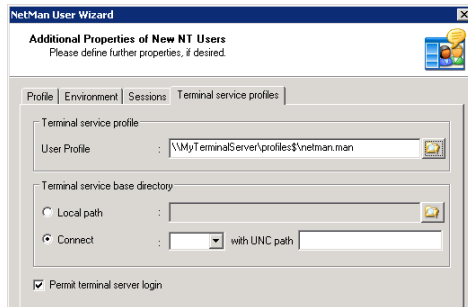 NetMan User Wizard
Additional Properties of New NT Users
Please define further properties, if desired.
Profile Environment Sessions Terminal service profiles
Terminal service profile
User Profile : \\MyTerminalServer\profiles$\netman.man
Terminal service base directory
Local path :
Connect : with UNC path
Permit terminal server login